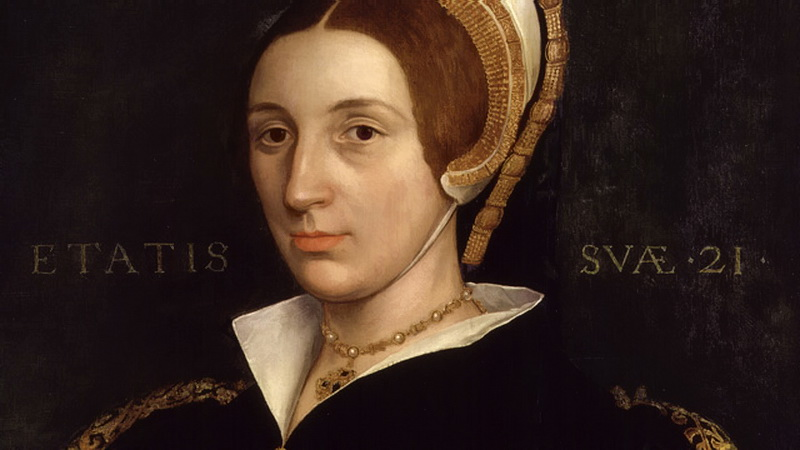 ETATIS SVÆ · 21 ·